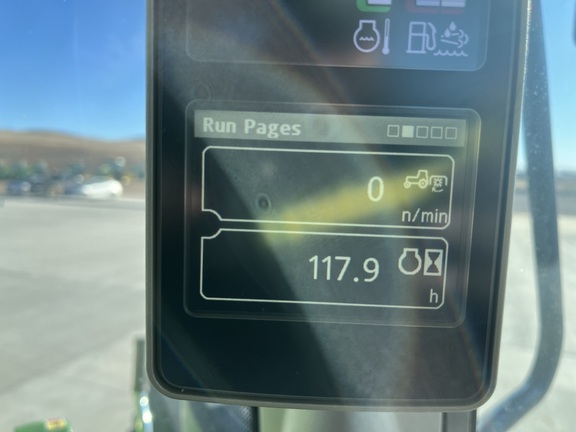 Run Pages
0
n/min
117.9
h